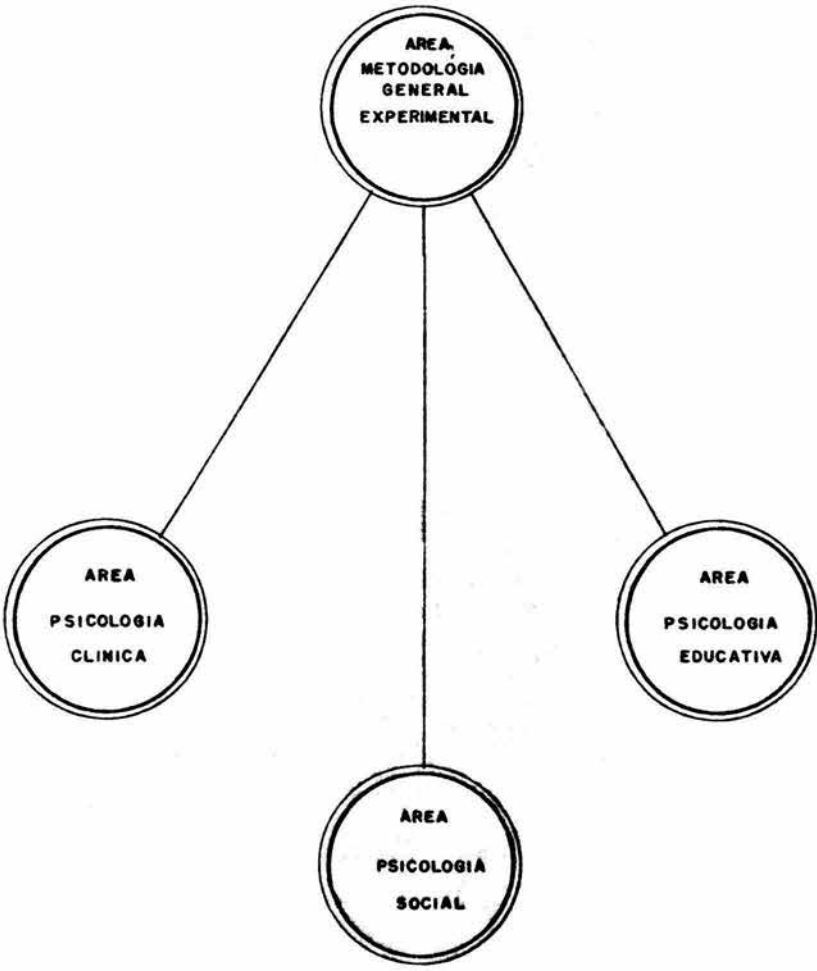 AREA
METODOLÓGIA
GENERAL
EXPERIMENTAL
AREA
PSICOLOGIA
CLINICA
AREA
PSICOLOGIA
EDUCATIVA
AREA
PSICOLOGIA
SOCIAL